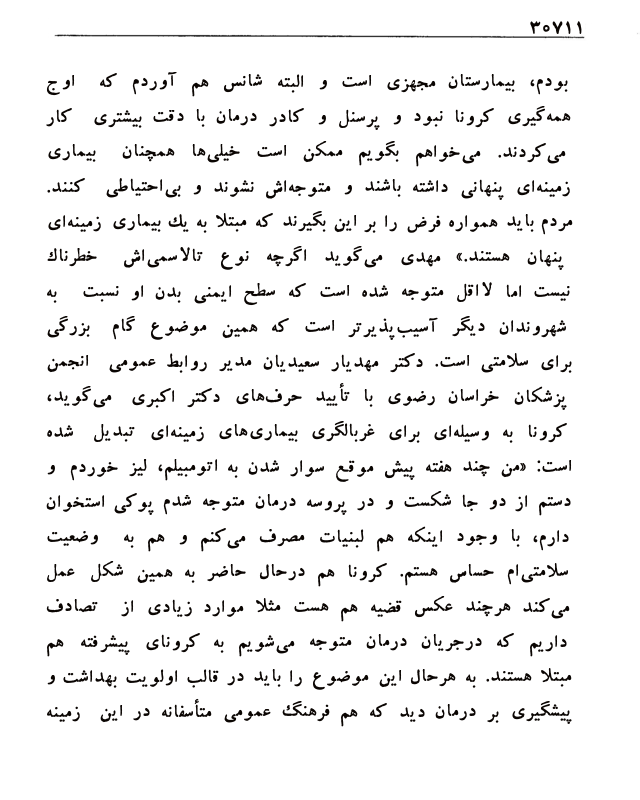 ۳۰۷۱۱
بودم، بیمارستان مجهزی است و البته شانس هم آوردم که اوج
همه‌گیری کرونا نبود و پرسنل و کادر درمان با دقت بیشتری کار
می‌کردند. می‌خواهم بگویم ممکن است خیلی‌ها همچنان بیماری
زمینه‌ای پنهانی داشته باشند و متوجه‌اش نشوند و بی‌احتیاطی کنند.
مردم باید همواره فرض را بر این بگیرند که مبتلا به یك بیماری زمینه‌ای
پنهان هستند.» مهدی می‌گوید اگرچه نوع تالاسمی‌اش خطرناك
نیست اما لااقل متوجه شده است که سطح ایمنی بدن او نسبت به
شهروندان دیگر آسیب‌پذیرتر است که همین موضوع گام بزرگی
برای سلامتی است. دکتر مهدیار سعیدیان مدیر روابط عمومی انجمن
پزشکان خراسان رضوی با تأیید حرف‌های دکتر اکبری می‌گوید،
کرونا به وسیله‌ای برای غربالگری بیماری‌های زمینه‌ای تبدیل شده
است: «من چند هفته پیش موقع سوار شدن به اتومبیلم، لیز خوردم و
دستم از دو جا شکست و در پروسه درمان متوجه شدم پوکی استخوان
دارم، با وجود اینکه هم لبنیات مصرف می‌کنم و هم به وضعیت
سلامتی‌ام حساس هستم. کرونا هم درحال حاضر به همین شکل عمل
می‌کند هرچند عکس قضیه هم هست مثلا موارد زیادی از تصادف
داریم که درجریان درمان متوجه می‌شویم به کرونای پیشرفته هم
مبتلا هستند. به هرحال این موضوع را باید در قالب اولویت بهداشت و
پیشگیری بر درمان دید که هم فرهنگ عمومی متأسفانه در این زمینه